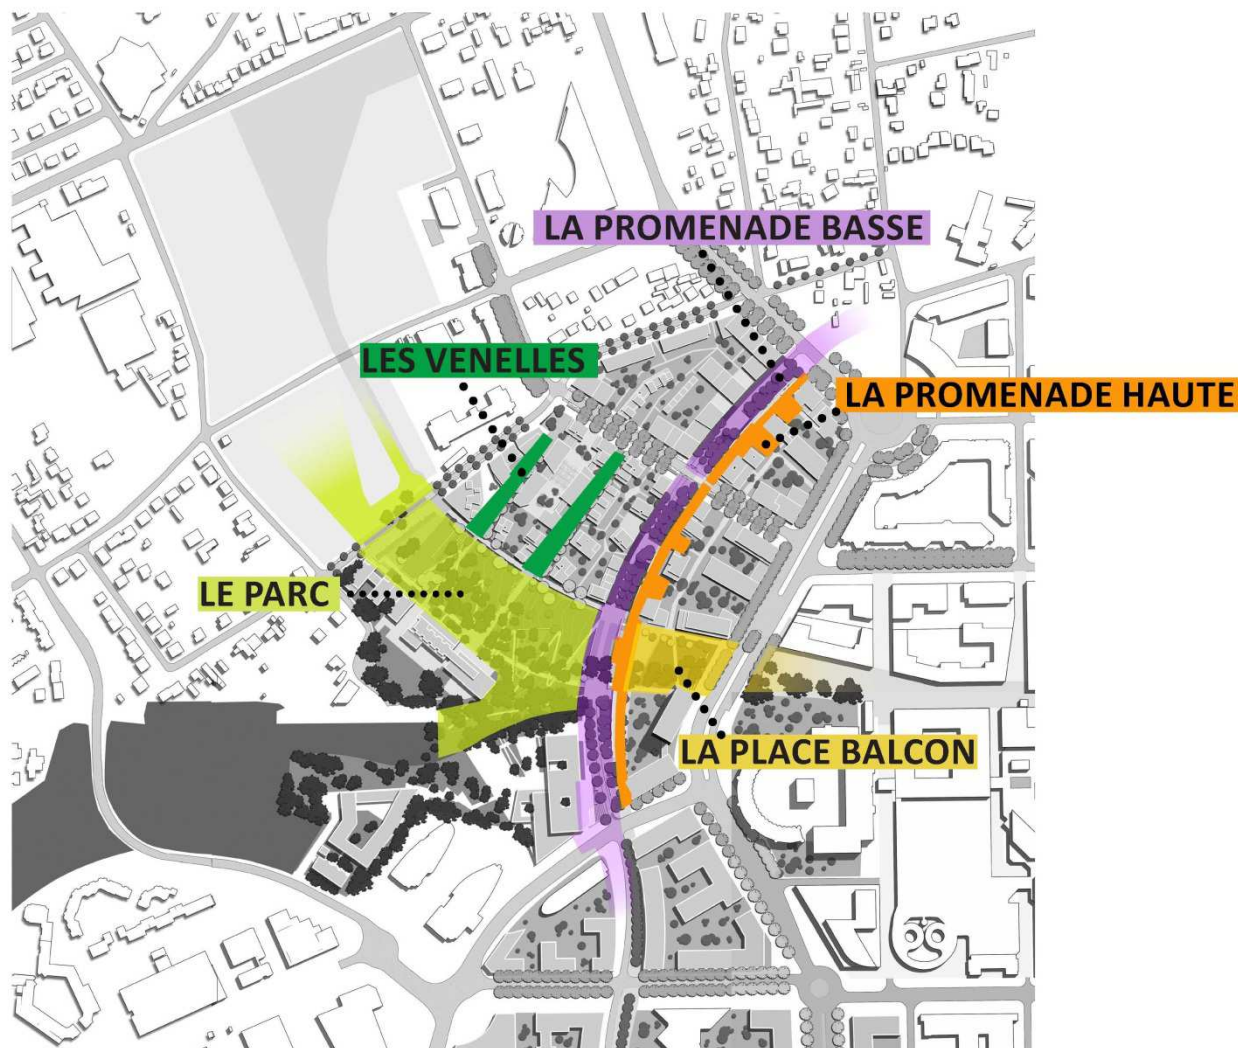 LA PROMENADE BASSE
LES VENELLES
LA PROMENADE HAUTE
LE PARC
LA PLACE BALCON